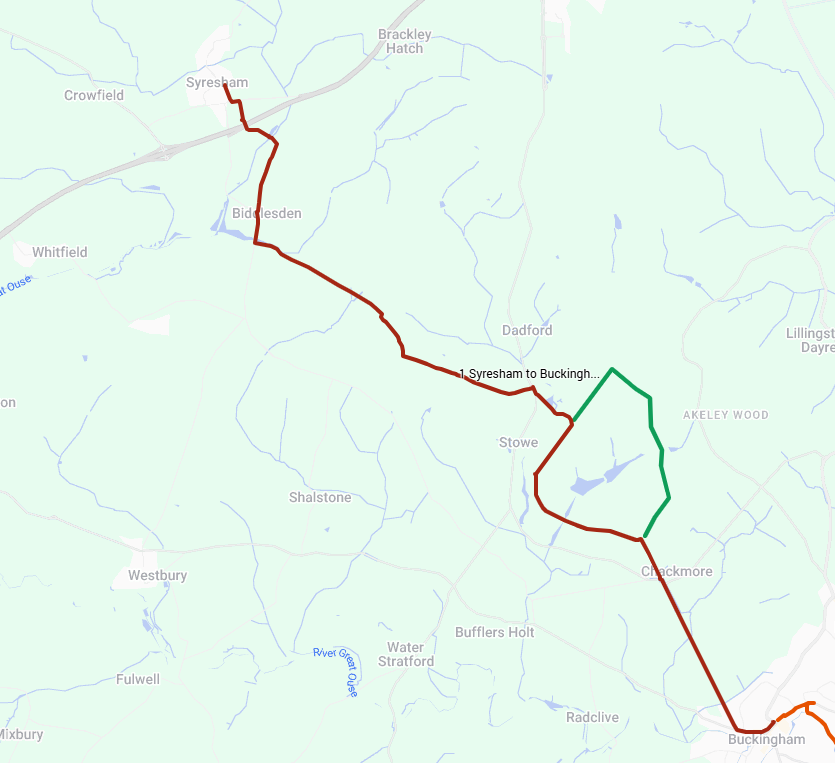 Brackley
Hatch
Syresham
Crowfield
Biddlesden
Whitfield
at Ouse
Dadford
Lillingst
Dayre
1 Syresham to Buckingh...
on
AKELEY WOOD
Stowe
Shalstone
Westbury
Chackmore
Bufflers Holt
Water
Stratford
River Great Ouse
Fulwell
Radclive
Mixbury
Buckingham